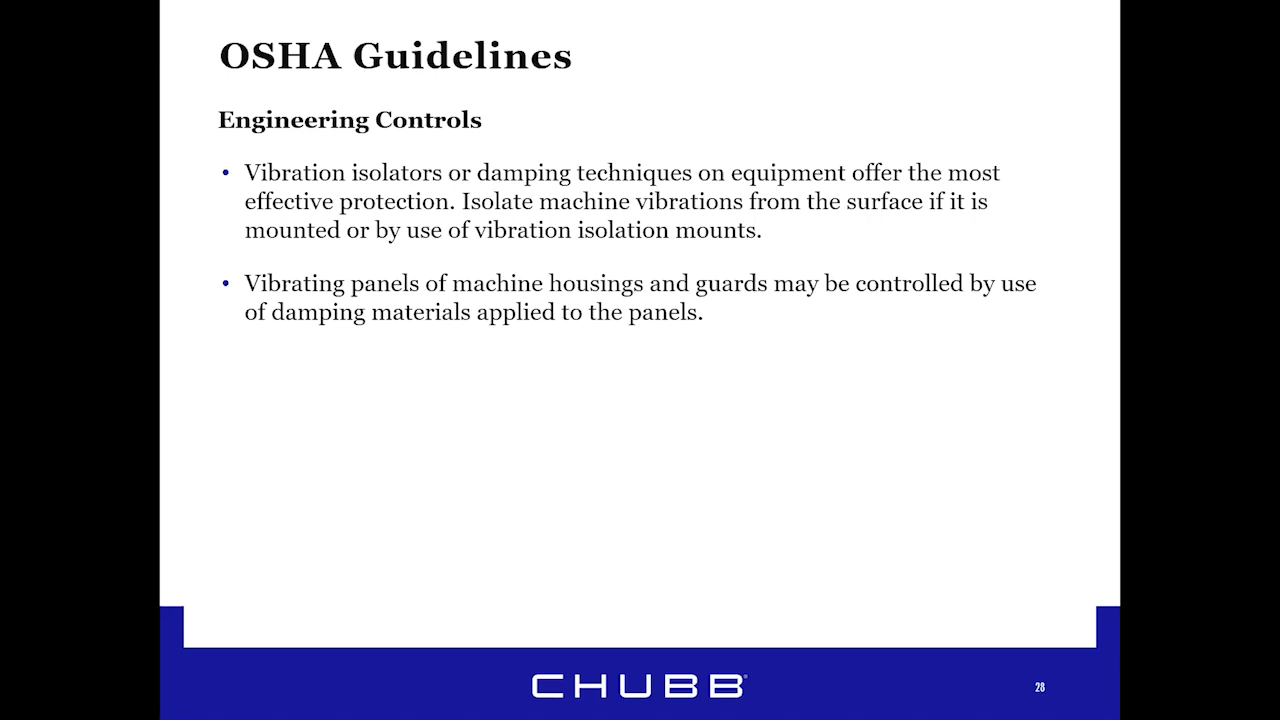 OSHA Guidelines
Engineering Controls
• Vibration isolators or damping techniques on equipment offer the most
effective protection. Isolate machine vibrations from the surface if it is
mounted or by use of vibration isolation mounts.
• Vibrating panels of machine housings and guards may be controlled by use
of damping materials applied to the panels.
CHUBB®
28